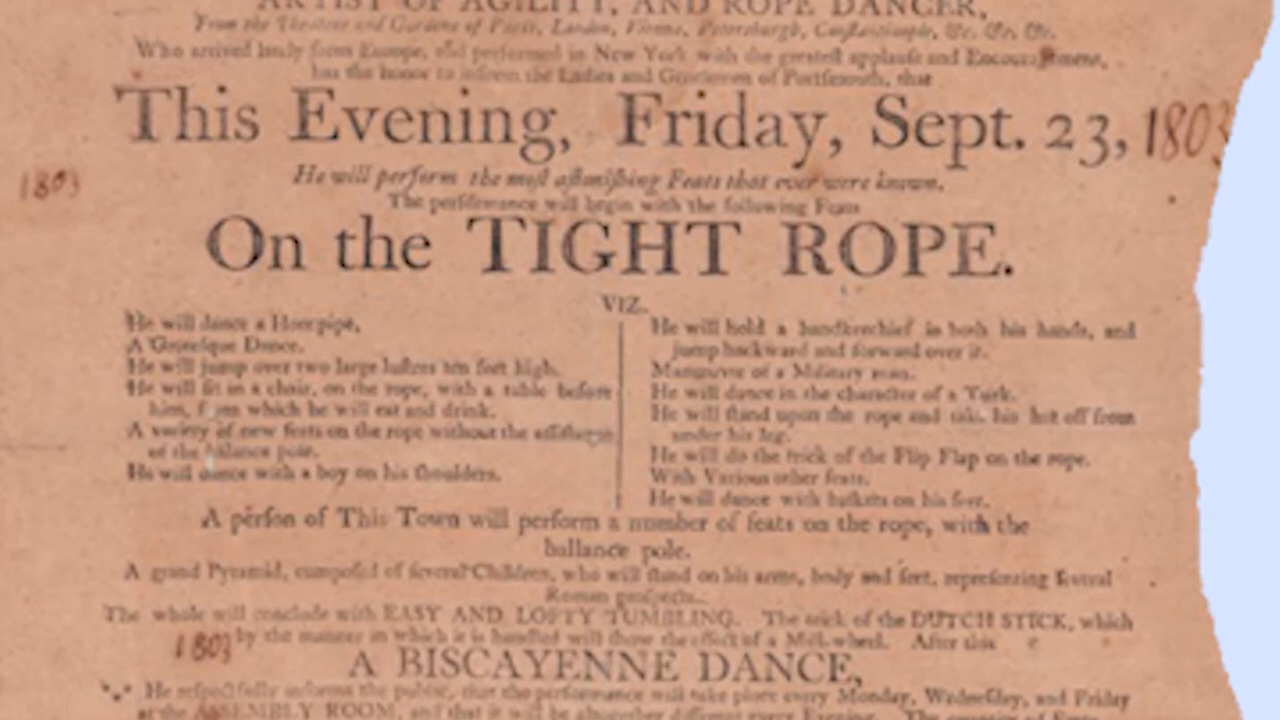 ARTIST OF AGILITY, AND ROPE DANCER,
From the Theatres and Gardens of Paris, London, Vienna, Petersburgh, Constantinople, &c. &c. &c.
Who arrived lately from Europe, and performed in New York with the greatest applause and Encouragement,
has the honor to inform the Ladies and Gentlemen of Portsmouth, that
This Evening, Friday, Sept. 23, 1803
He will perform the moſt aſtoniſhing Feats that ever were known.
1803
The performance will begin with the following Feats
On the TIGHT ROPE.
VIZ.
He will dance a Hornpipe,
A Groteſque Dance.
He will jump over two large luſtres ten feet high.
He will ſit in a chair, on the rope, with a table before
him, from which he will eat and drink.
A variety of new feats on the rope without the aſſiſtance
of the ballance pole.
He will dance with a boy on his ſhoulders.
He will hold a handkerchief in both his hands, and
jump backward and forward over it.
Manœuvre of a Military man.
He will dance in the character of a Turk.
He will ſtand upon the rope and take his hat off from
under his leg.
He will do the trick of the Flip Flap on the rope.
With Various other feats.
He will dance with baſkets on his feet.
A perſon of This Town will perform a number of feats on the rope, with the
ballance pole.
A grand Pyramid, compoſed of ſeveral Children, who will ſtand on his arms, body and feet, repreſenting ſeveral
Roman
The whole will conclude with EASY AND LOFTY TUMBLING. The trick of the DUTCH STICK, which
by the manner in which it is handled will ſhow the effect of a Mill-wheel. After this
1803
A BISCAYENNE DANCE,
He reſpectfully informs the public, that the performance will take place every Monday, Wedneſday, and Friday
at the ASSEMBLY ROOM, and that it will be altogether different every Evening.